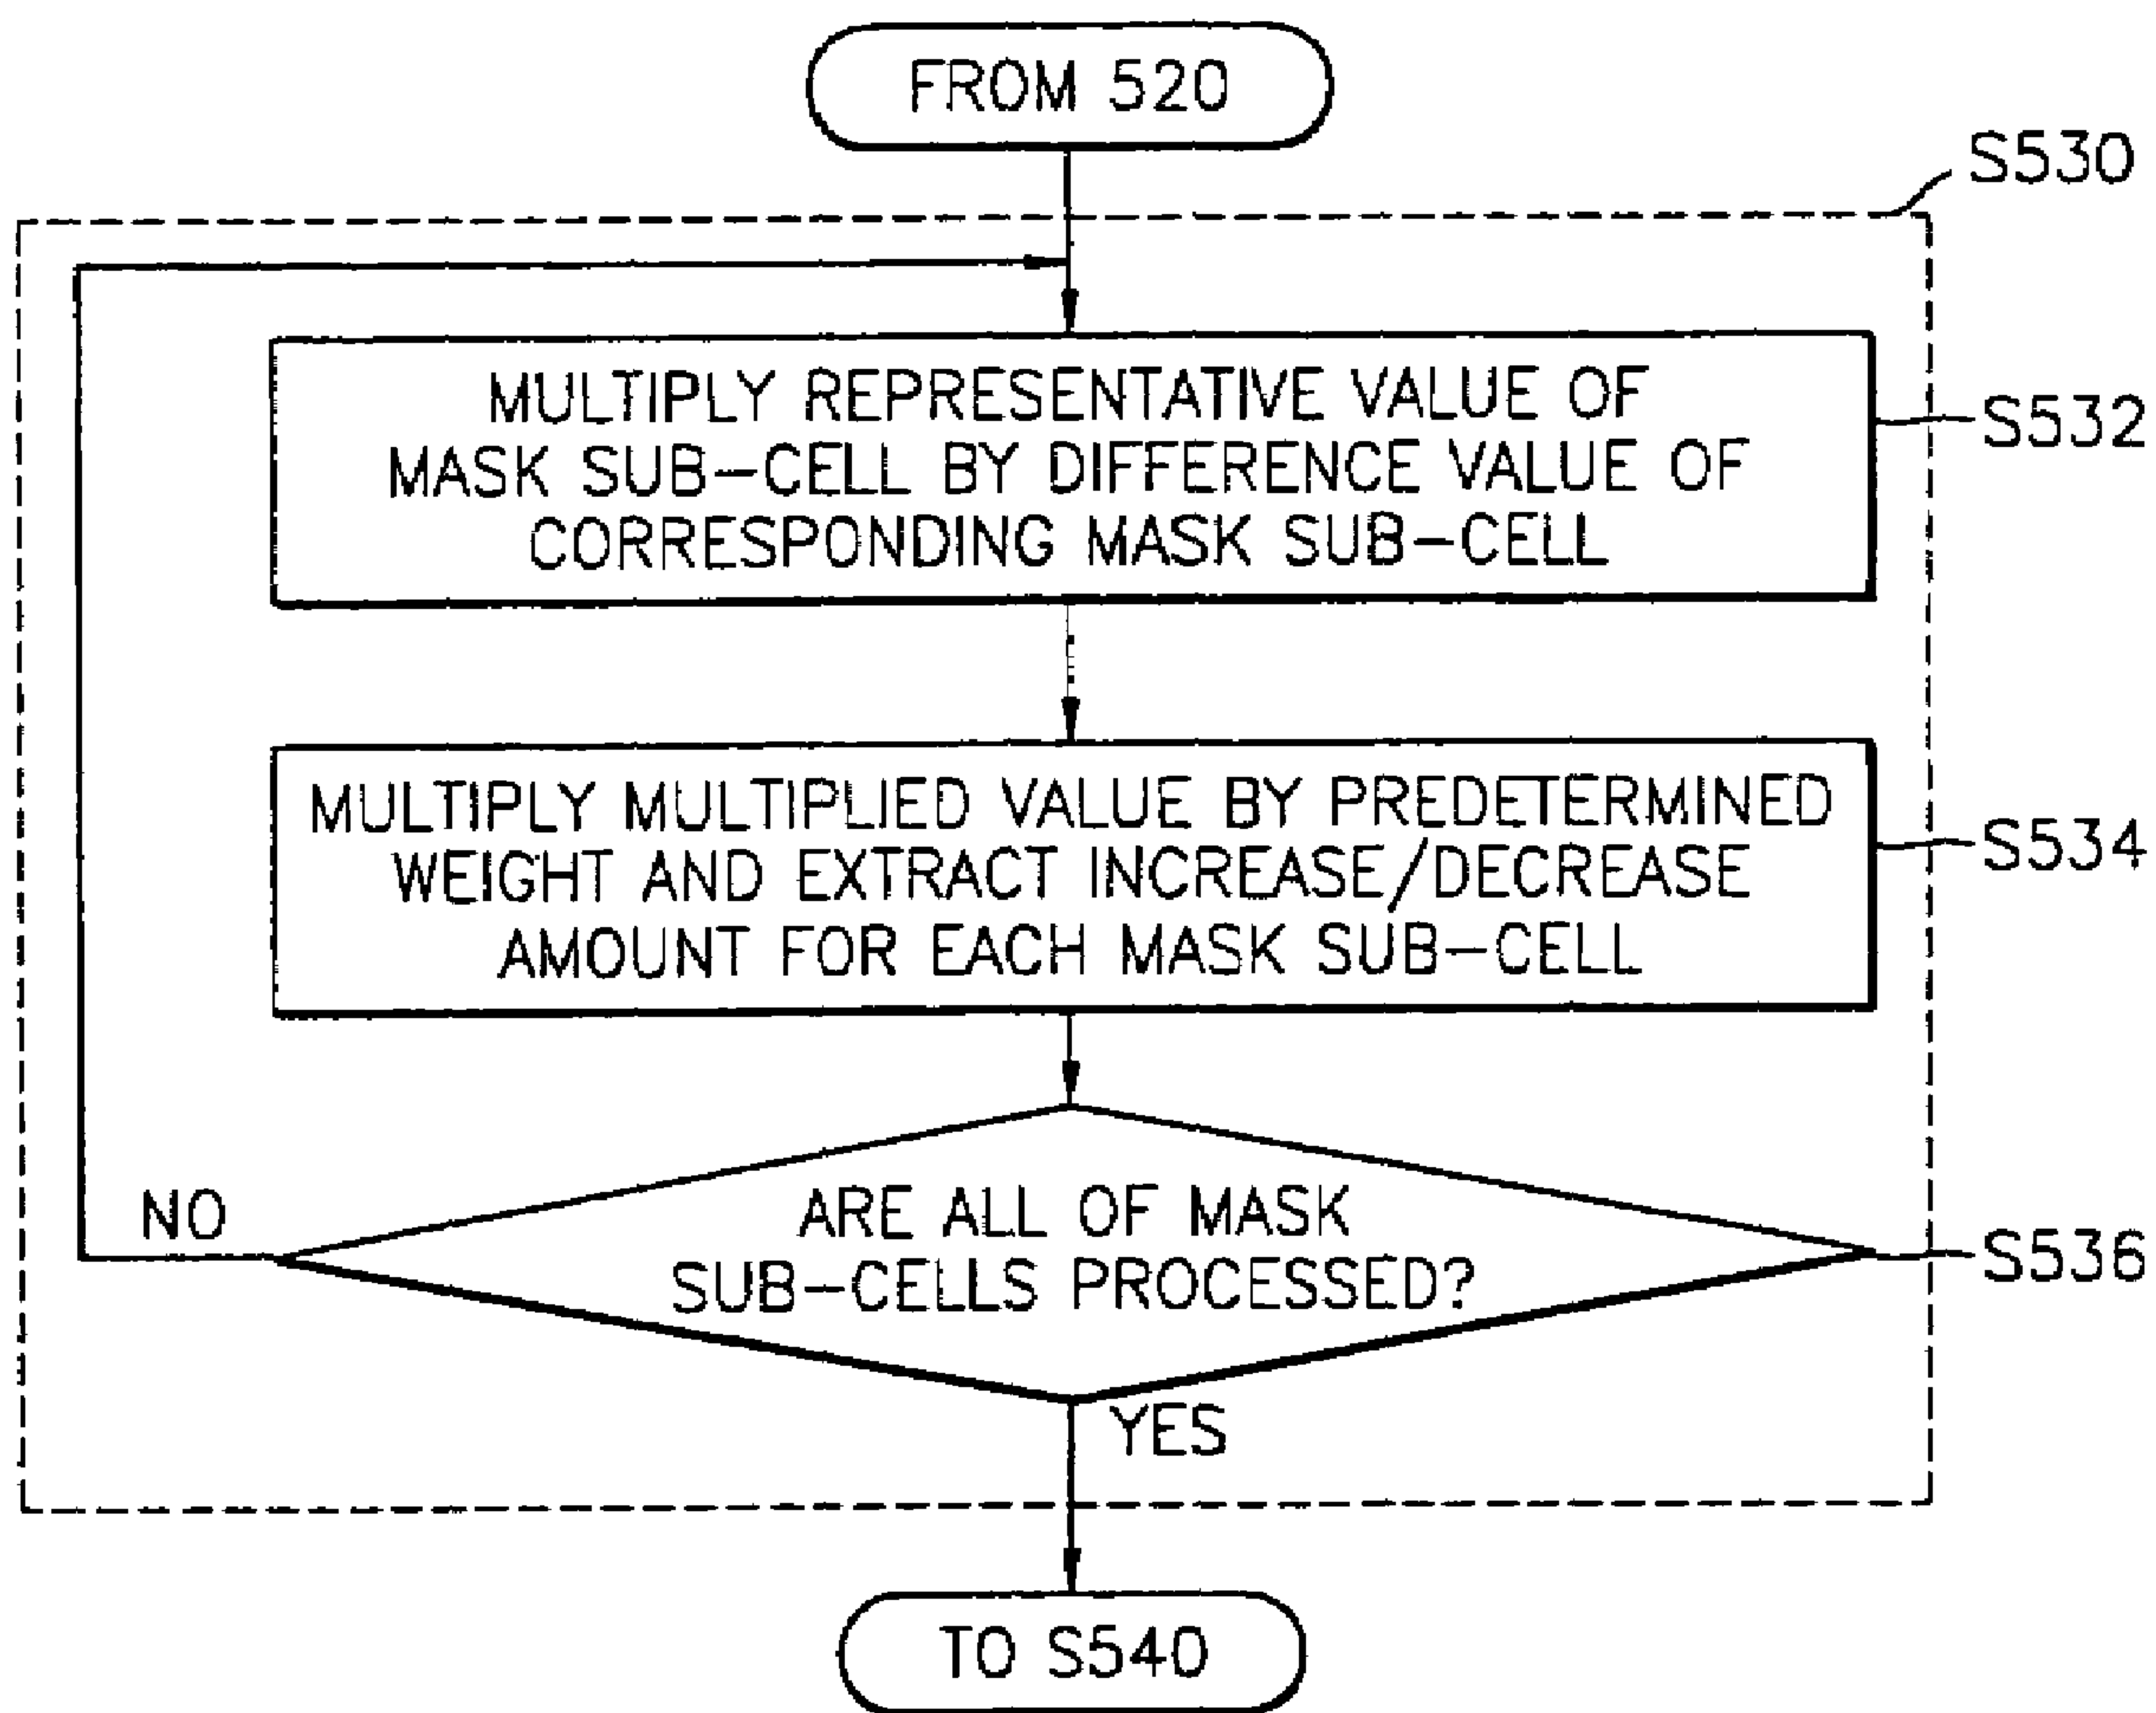 FROM 520
S530
MULTIPLY REPRESENTATIVE VALUE OF
MASK SUB-CELL BY DIFFERENCE VALUE OF
CORRESPONDING MASK SUB-CELL
S532
MULTIPLY MULTIPLIED VALUE BY PREDETERMINED
WEIGHT AND EXTRACT INCREASE/DECREASE
AMOUNT FOR EACH MASK SUB-CELL
S534
ARE ALL OF MASK
SUB-CELLS PROCESSED?
S536
NO
YES
TO S540